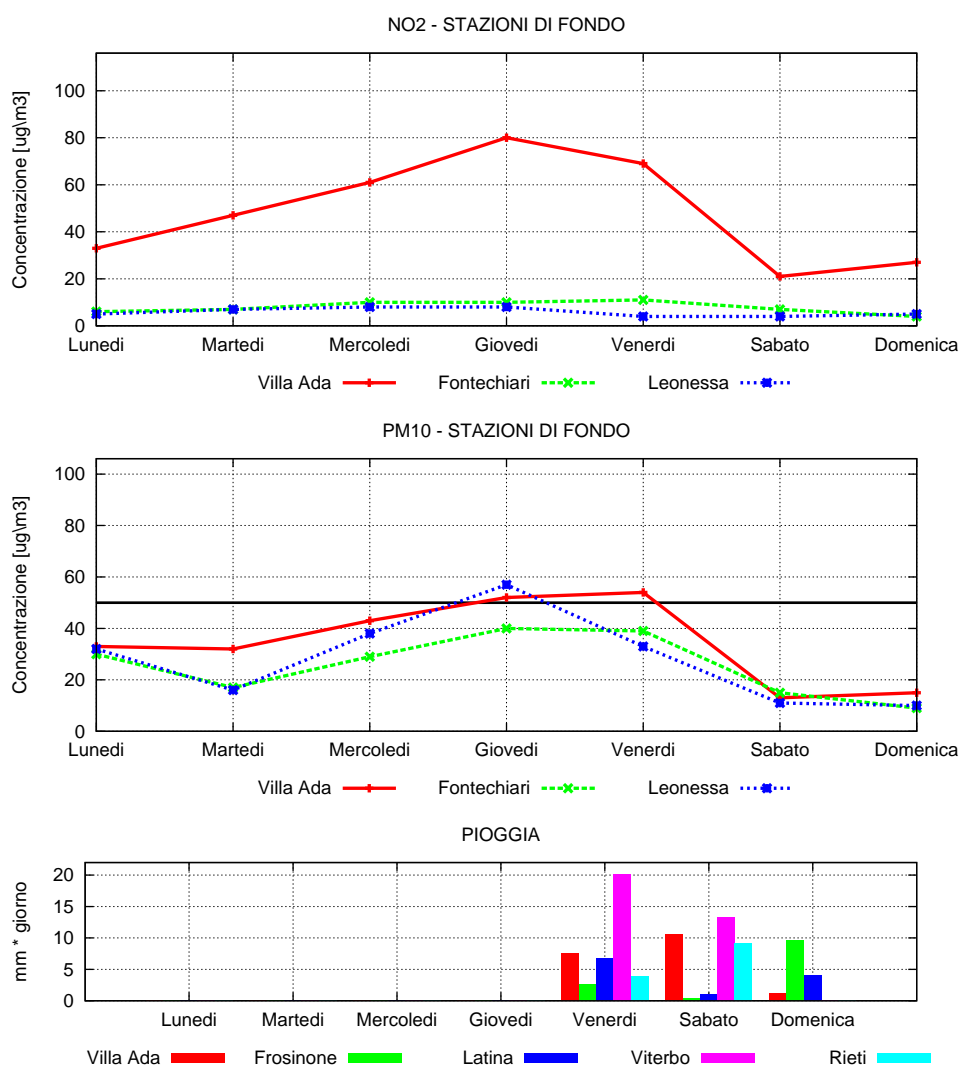 NO2 - STAZIONI DI FONDO
Concentrazione [ug\m3]
100
80
60
40
20
0
Lunedi Martedi Mercoledi Giovedi Venerdi Sabato Domenica
Villa Ada Fontechiari Leonessa
PM10 - STAZIONI DI FONDO
Concentrazione [ug\m3]
100
80
60
40
20
0
Lunedi Martedi Mercoledi Giovedi Venerdi Sabato Domenica
Villa Ada Fontechiari Leonessa
PIOGGIA
mm * giorno
20
15
10
5
0
Lunedi Martedi Mercoledi Giovedi Venerdi Sabato Domenica
Villa Ada Frosinone Latina Viterbo Rieti